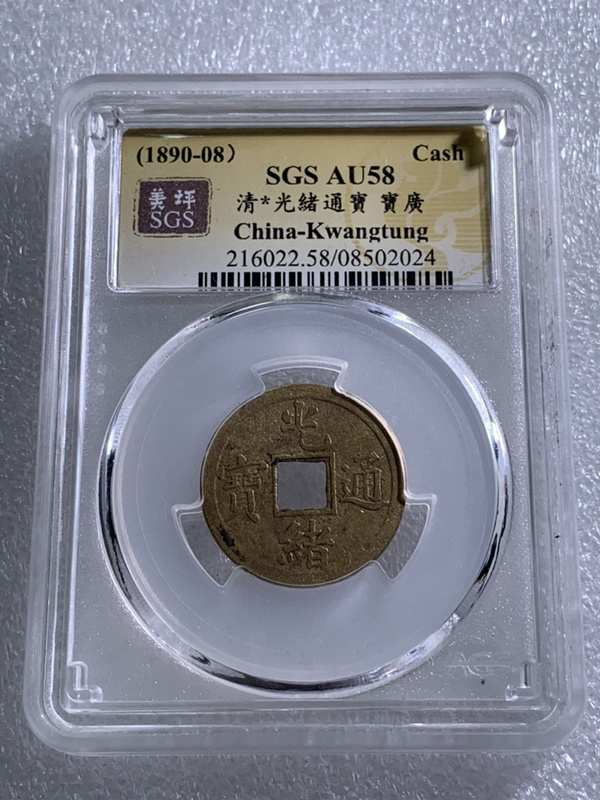 (1890-08) Cash
SGS AU58
美评
SGS
清*光緒通寶 寶廣
China-Kwangtung
216022.58/08502024
光
寶 通
緒